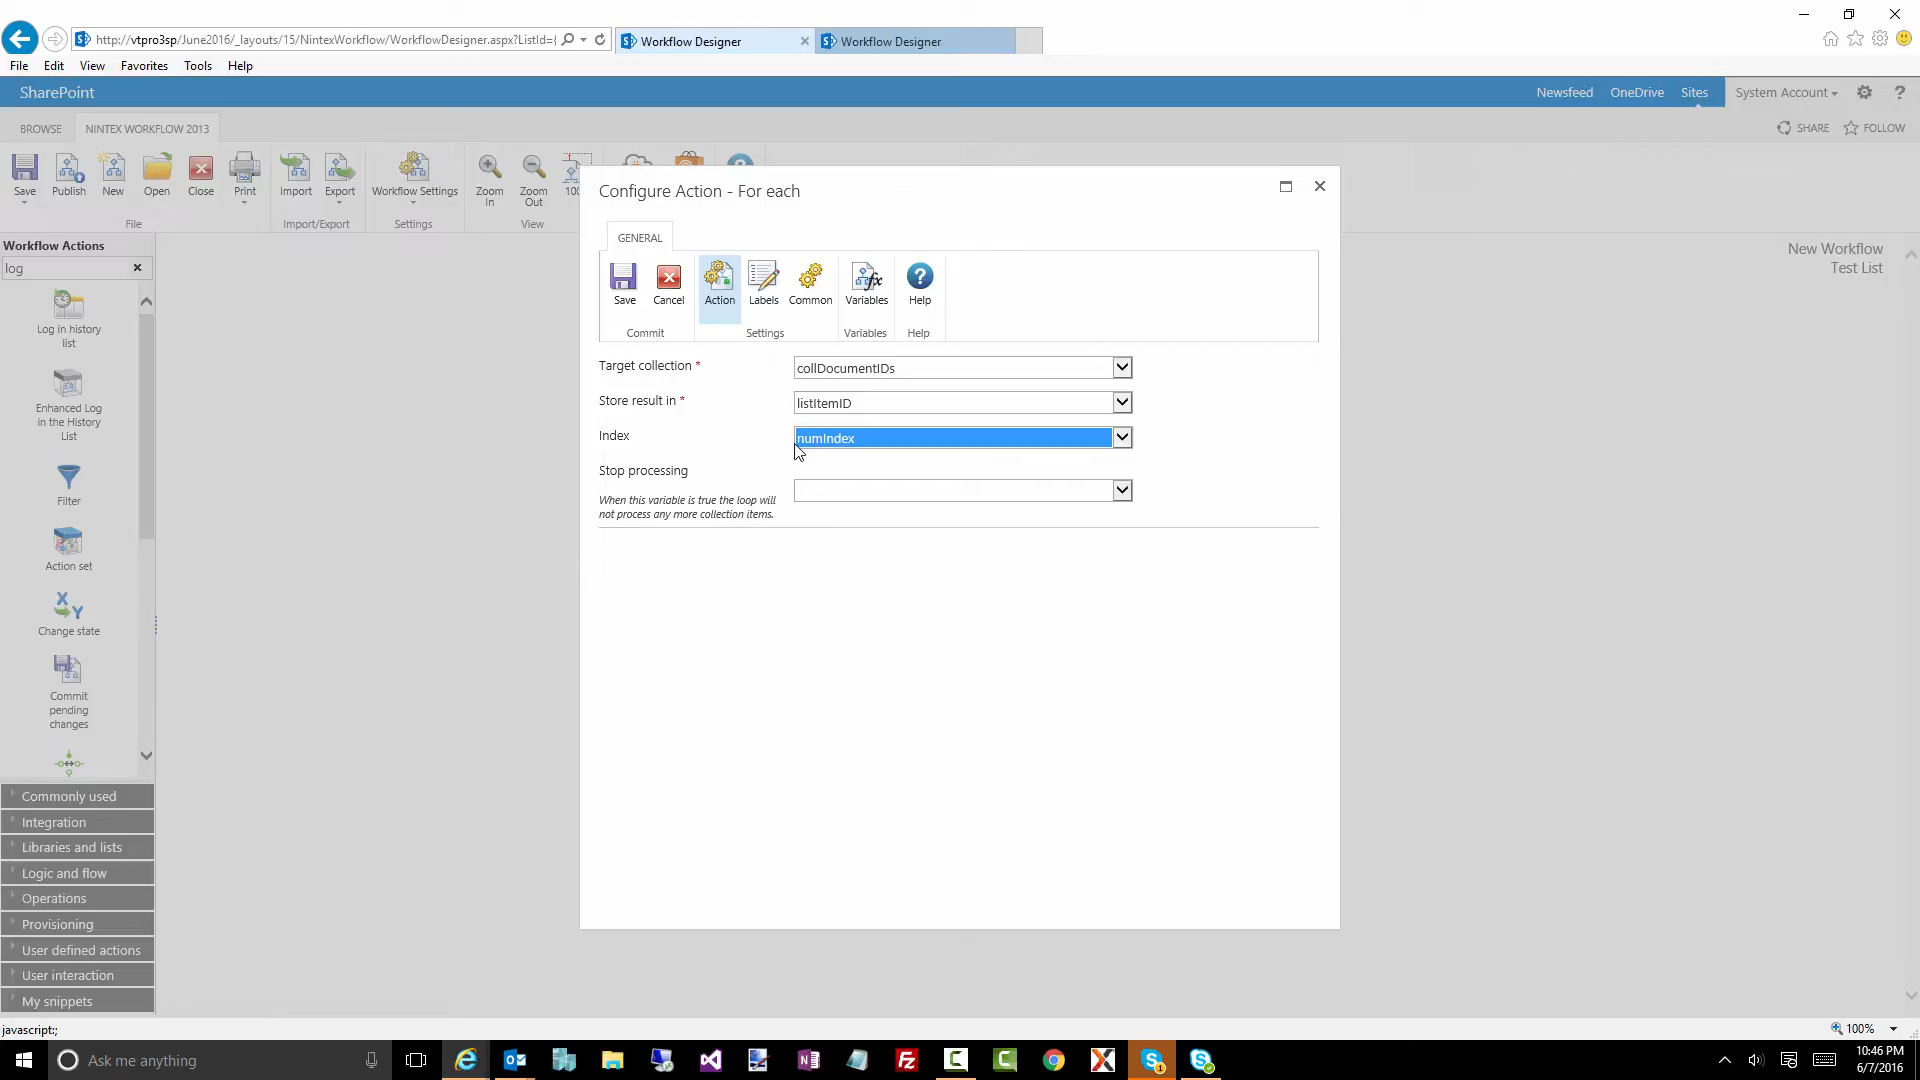 http://vtpro3sp/June2016/_layouts/15/NintexWorkflow/WorkflowDesigner.aspx?ListId={
Workflow Designer
Workflow Designer
File Edit View Favorites Tools Help
SharePoint
Newsfeed OneDrive Sites System Account ?
BROWSE NINTEX WORKFLOW 2013
SHARE FOLLOW
Save Publish New Open Close Print Import Export Workflow Settings Zoom In Zoom Out 100
File Import/Export Settings View
Workflow Actions
log
Log in history list
Enhanced Log in the History List
Filter
Action set
Change state
Commit pending changes
Commonly used
Integration
Libraries and lists
Logic and flow
Operations
Provisioning
User defined actions
User interaction
My snippets
New Workflow
Test List
Configure Action - For each
GENERAL
Save Cancel Action Labels Common Variables Help
Commit Settings Variables Help
Target collection * collDocumentIDs
Store result in * listItemID
Index numIndex
Stop processing
When this variable is true the loop will
not process any more collection items.
javascript:;
100%
Ask me anything
10:46 PM
6/7/2016